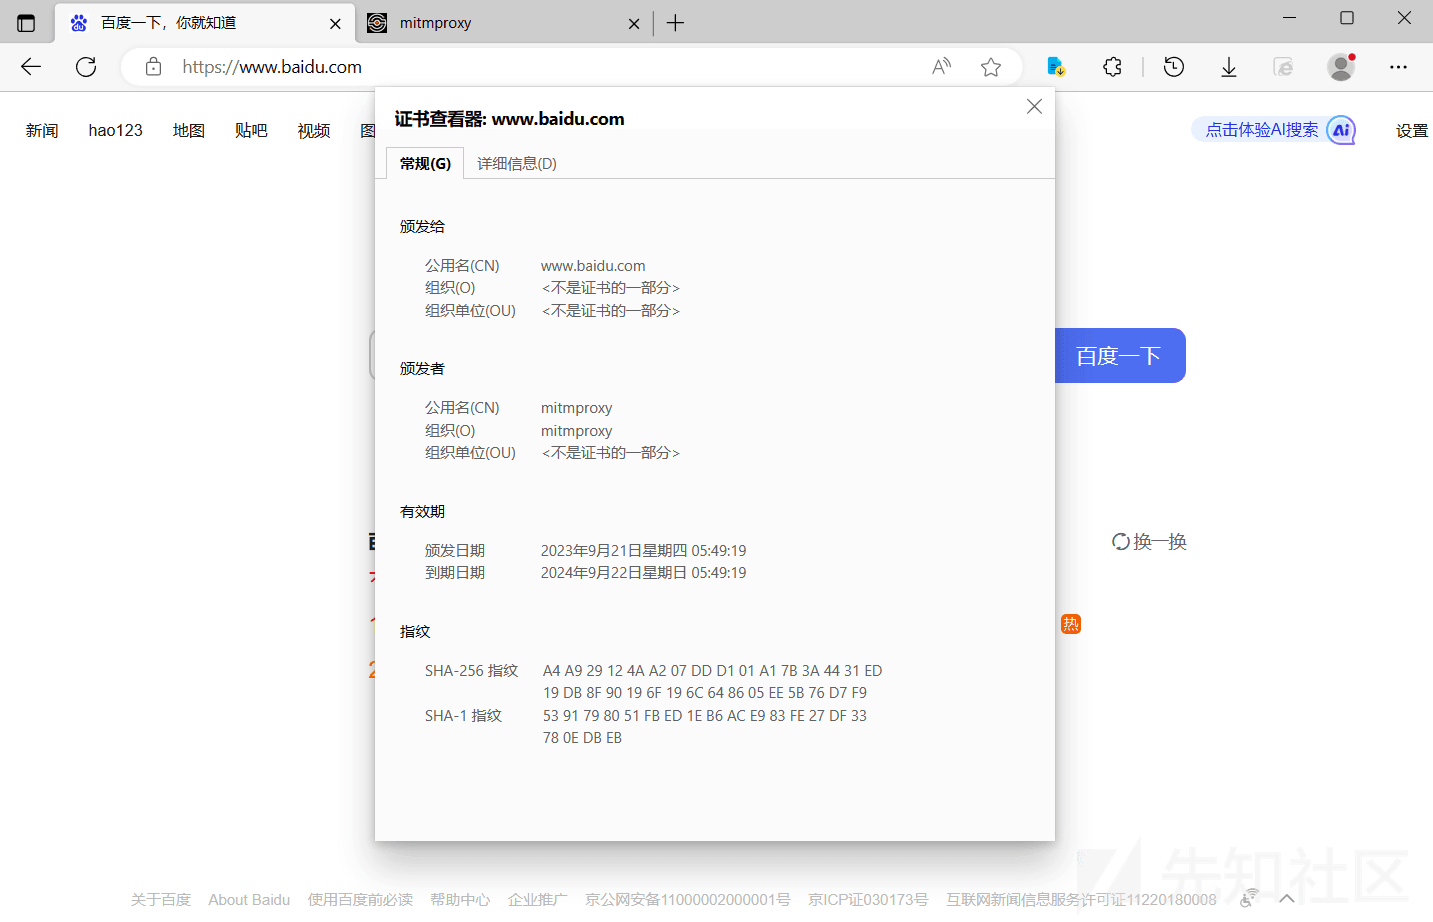 百度一下，你就知道
mitmproxy
https://www.baidu.com
证书查看器: www.baidu.com
新闻 hao123 地图 贴吧 视频 图
点击体验AI搜索 Ai 设置
常规(G) 详细信息(D)
颁发给
公用名(CN) www.baidu.com
组织(O) <不是证书的一部分>
组织单位(OU) <不是证书的一部分>
百度一下
颁发者
公用名(CN) mitmproxy
组织(O) mitmproxy
组织单位(OU) <不是证书的一部分>
有效期
换一换
颁发日期 2023年9月21日星期四 05:49:19
到期日期 2024年9月22日星期日 05:49:19
热
指纹
SHA-256 指纹 A4 A9 29 12 4A A2 07 DD D1 01 A1 7B 3A 44 31 ED
19 DB 8F 90 19 6F 19 6C 64 86 05 EE 5B 76 D7 F9
SHA-1 指纹 53 91 79 80 51 FB ED 1E B6 AC E9 83 FE 27 DF 33
78 0E DB EB
先知社区
关于百度 About Baidu 使用百度前必读 帮助中心 企业推广 京公网安备11000002000001号 京ICP证030173号 互联网新闻信息服务许可证11220180008